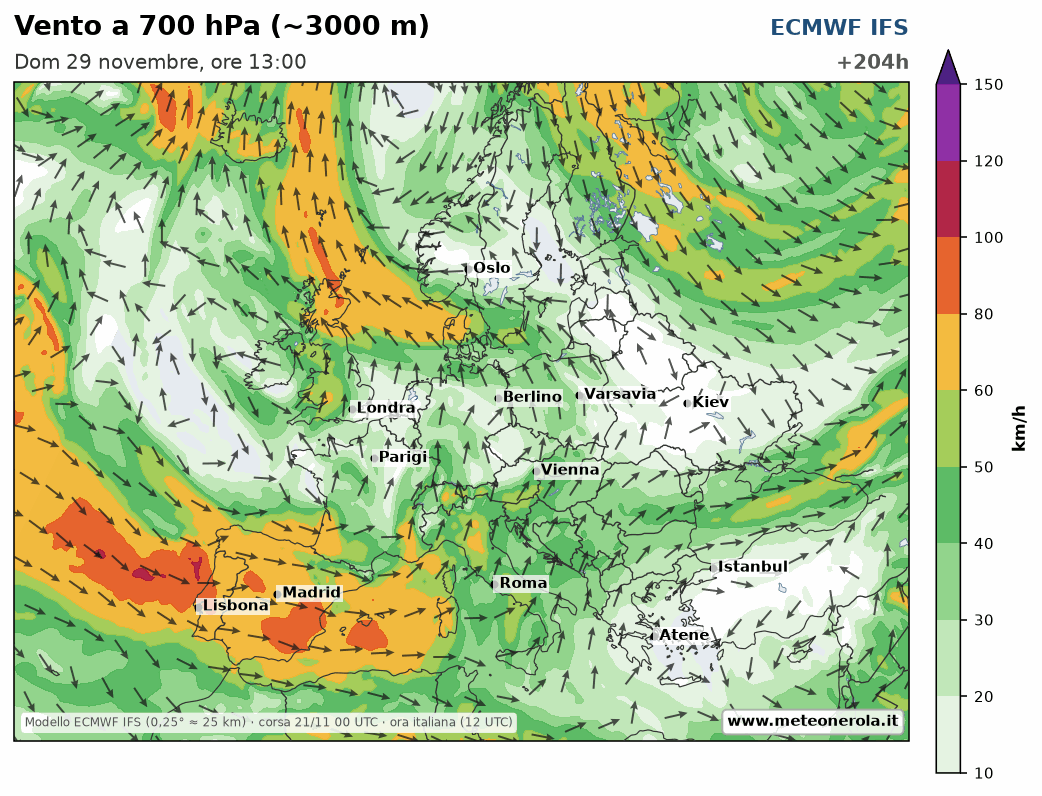 Vento a 700 hPa (~3000 m)
ECMWF IFS
Dom 29 novembre, ore 13:00
+204h
150
120
100
80
60
50
40
30
20
10
km/h
Oslo
Londra
Berlino
Varsavia
Kiev
Parigi
Vienna
Istanbul
Roma
Madrid
Lisbona
Atene
Modello ECMWF IFS (0,25° ≈ 25 km) · corsa 21/11 00 UTC · ora italiana (12 UTC)
www.meteonerola.it